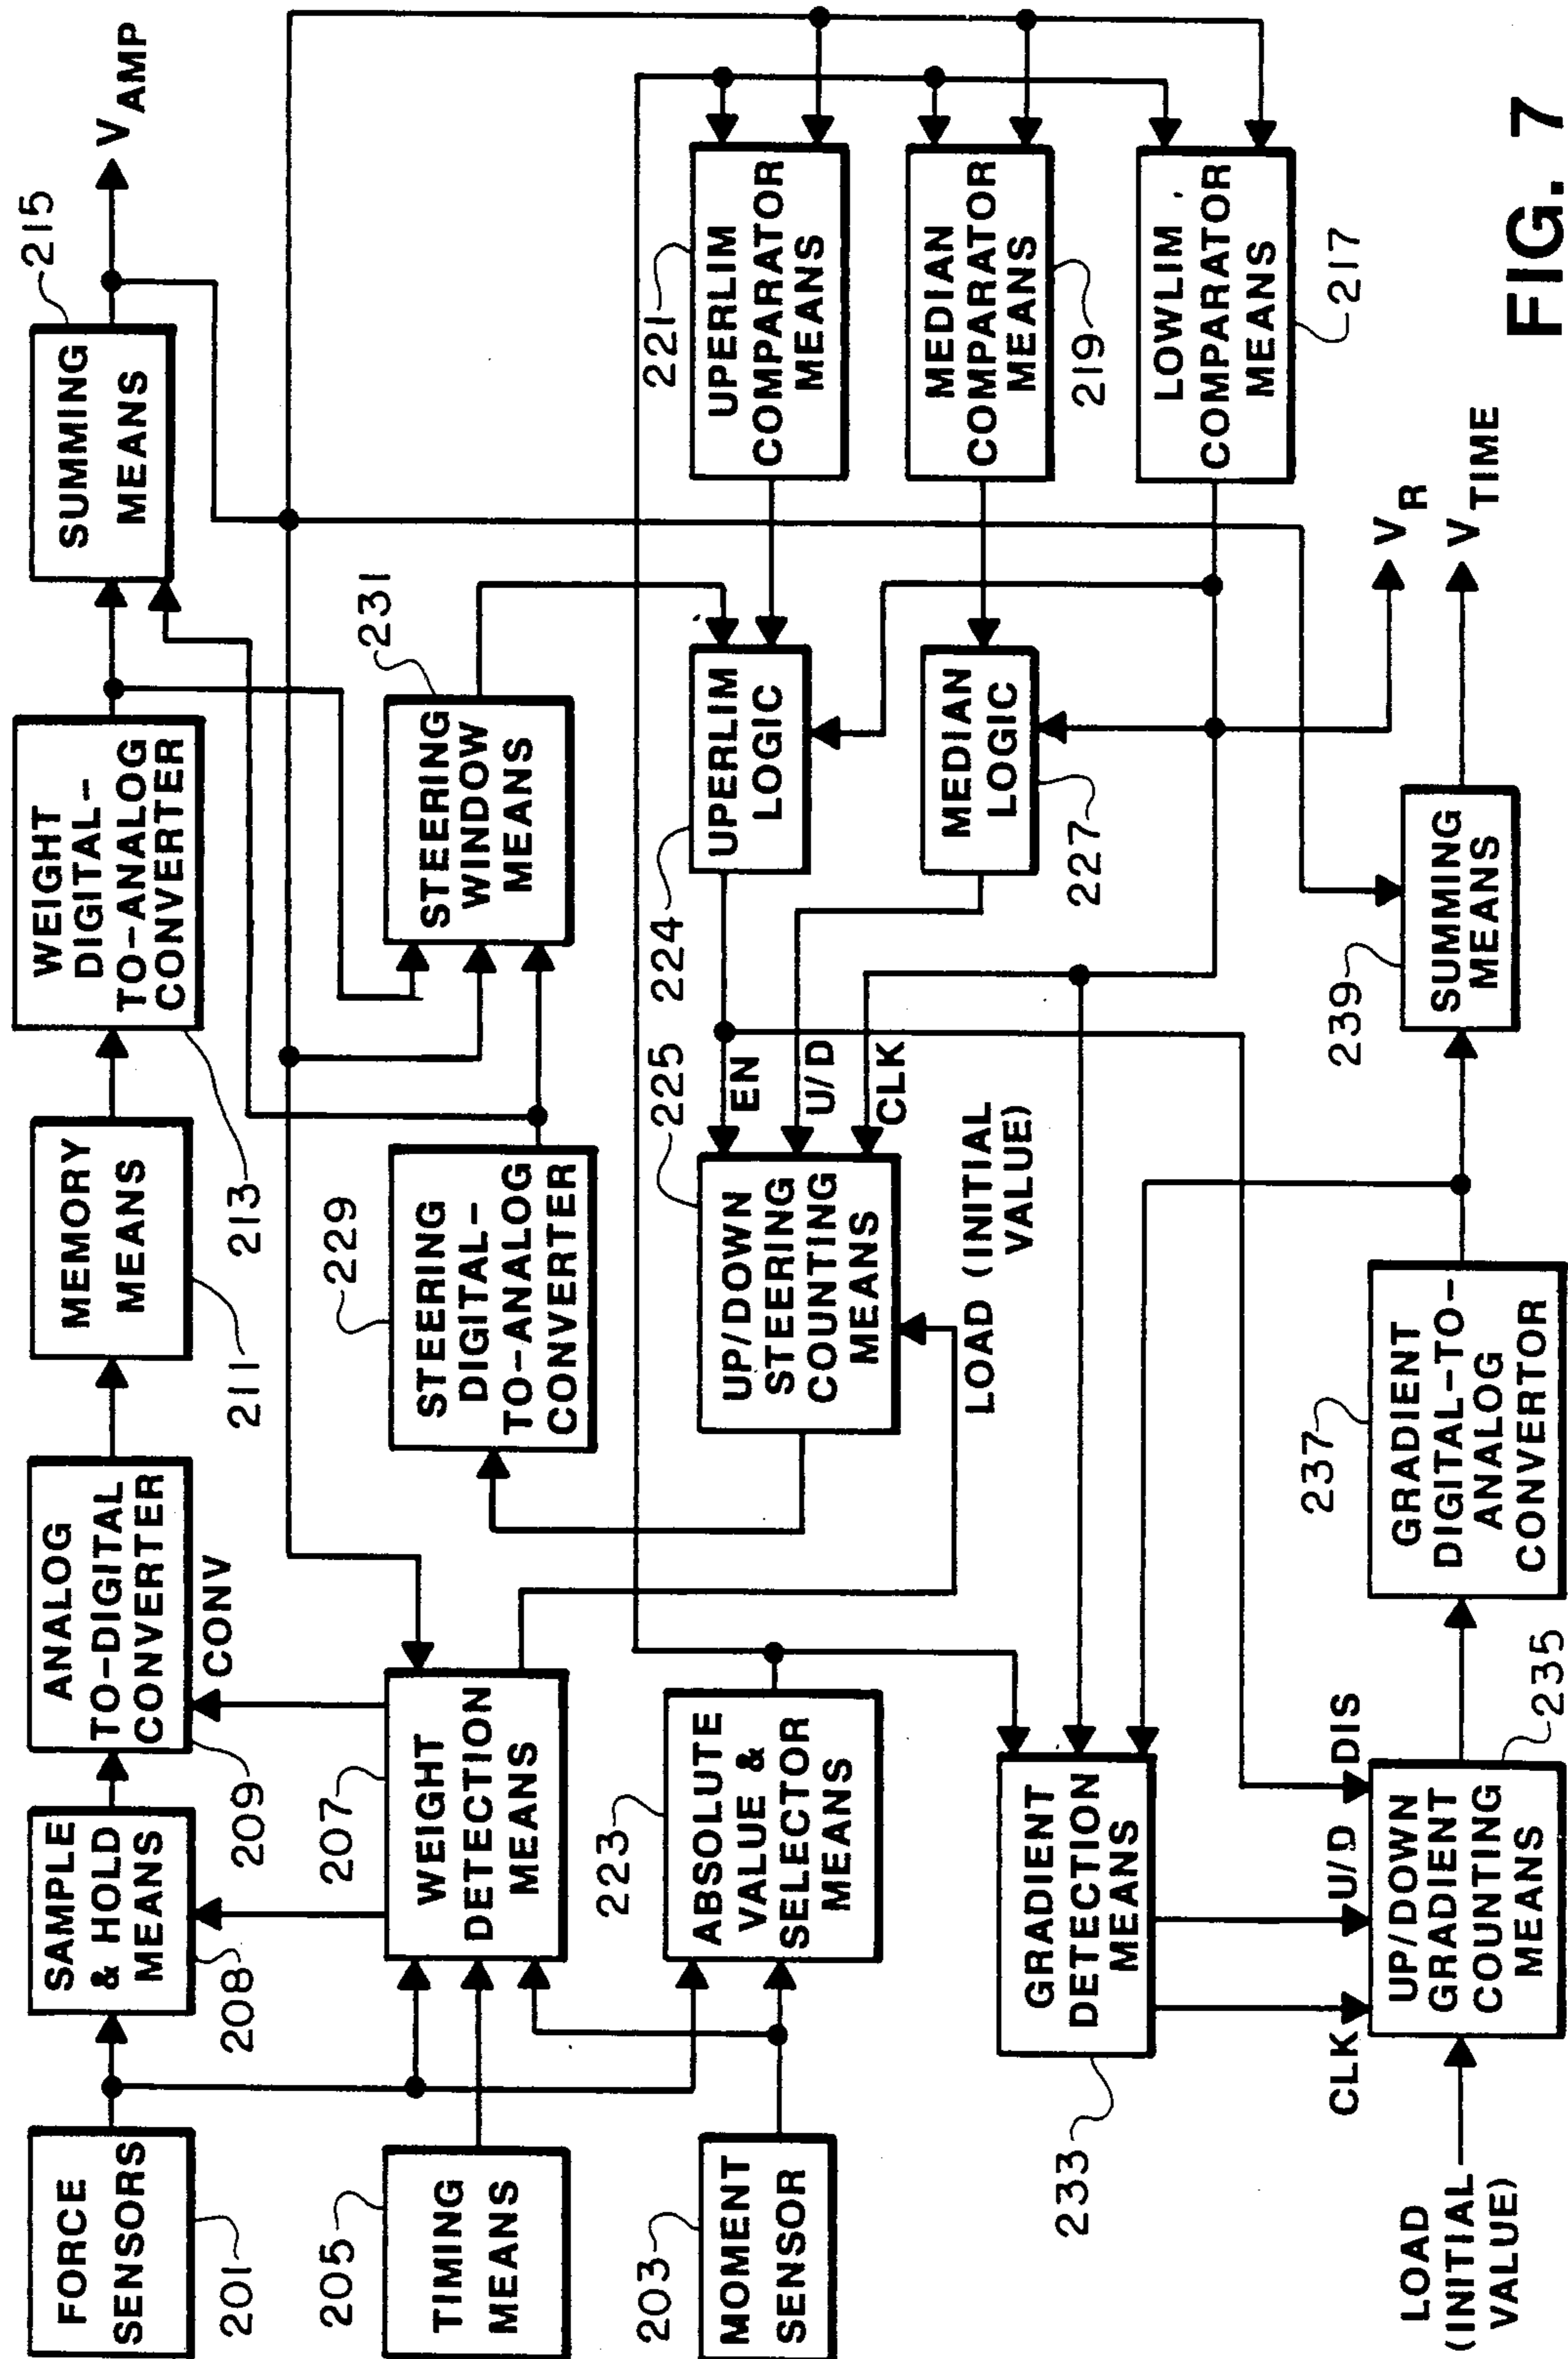 FORCE
SENSORS
201
SAMPLE
& HOLD
MEANS
208
ANALOG
TO-DIGITAL
CONVERTER
209
CONV
MEMORY
MEANS
211
WEIGHT
DIGITAL-
TO-ANALOG
CONVERTER
213
SUMMING
MEANS
215
V AMP
TIMING
MEANS
205
WEIGHT
DETECTION
MEANS
207
STEERING
DIGITAL-
TO-ANALOG
CONVERTER
229
STEERING
WINDOW
MEANS
231
MOMENT
SENSOR
203
ABSOLUTE
VALUE &
SELECTOR
MEANS
223
UP/DOWN
STEERING
COUNTING
MEANS
225
EN
U/D
CLK
LOAD (INITIAL
VALUE)
UPERLIM
LOGIC
224
UPERLIM
COMPARATOR
MEANS
221
MEDIAN
LOGIC
227
MEDIAN
COMPARATOR
MEANS
219
LOWLIM
COMPARATOR
MEANS
217
GRADIENT
DETECTION
MEANS
233
CLK
U/D
DIS
LOAD
(INITIAL
VALUE)
UP/DOWN
GRADIENT
COUNTING
MEANS
235
GRADIENT
DIGITAL-TO-
ANALOG
CONVERTOR
237
SUMMING
MEANS
239
V R
V TIME
FIG. 7